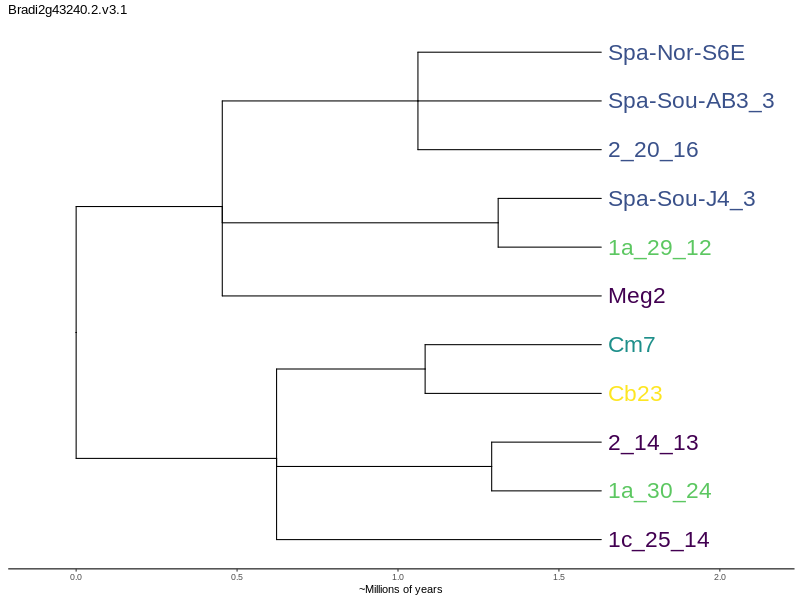 Bradi2g43240.2.v3.1
Spa-Nor-S6E
Spa-Sou-AB3_3
2_20_16
Spa-Sou-J4_3
1a_29_12
Meg2
Cm7
Cb23
2_14_13
1a_30_24
1c_25_14
0.0 0.5 1.0 1.5 2.0
~Millions of years